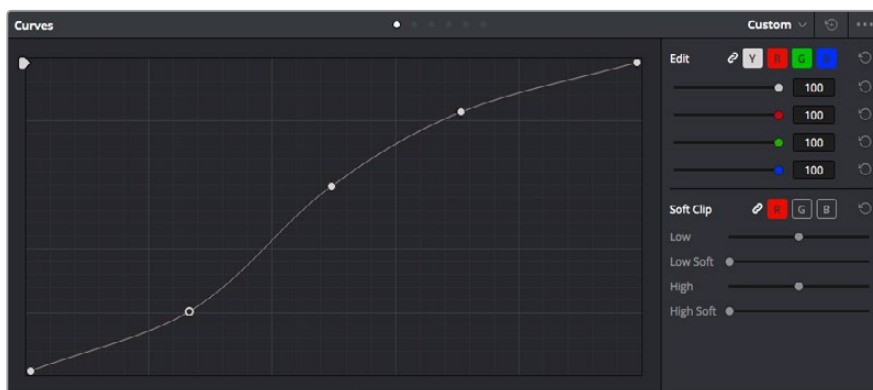 Curves
Custom
Edit
Y R G B
100
100
100
100
Soft Clip
R G B
Low
Low Soft
High
High Soft